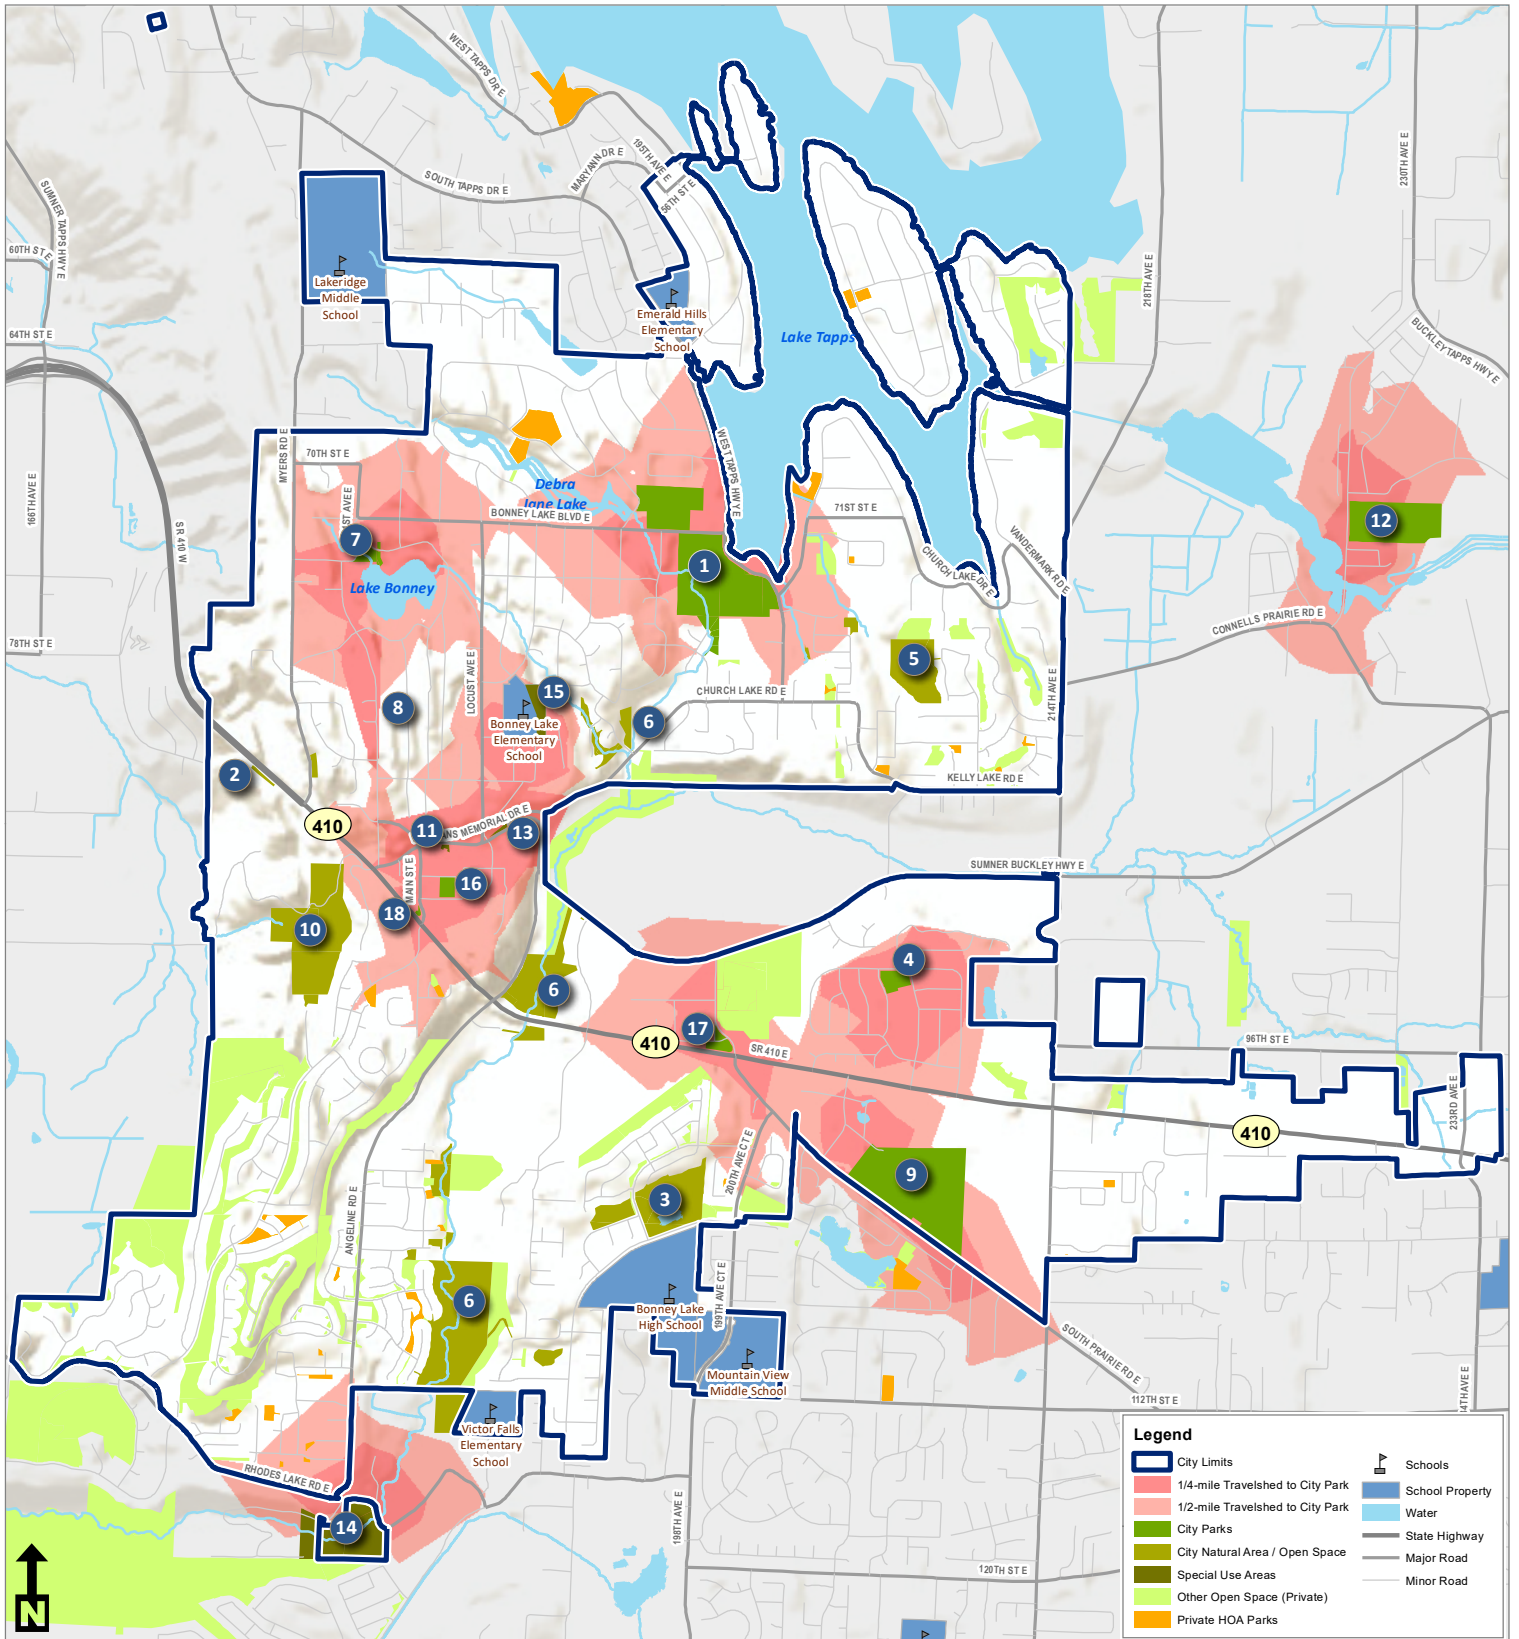 WEST TAPPS DR E
195TH AVE E
MARYANN DR E
56TH ST E
SOUTH TAPPS DR E
SUMNER TAPPS HWY E
60TH ST E
64TH ST E
230TH AVE E
218TH AVE E
BUCKLEY TAPPS HWY E
Lakeridge
Middle
School
Emerald Hills
Elementary
School
Lake Tapps
MYERS RD E
70TH ST E
166TH AVE E
SR 410 W
WEST TAPPS HWY E
Debra
Jane Lake
BONNEY LAKE BLVD E
71ST ST E
CHURCH LAKE DR E
VANDERMARK RD E
7
1
12
Lake Bonney
CONNELLS PRAIRIE RD E
78TH ST E
LOCUST AVE E
5
214TH AVE E
CHURCH LAKE RD E
15
8
6
Bonney Lake
Elementary
School
2
KELLY LAKE RD E
410
11
ANS MEMORIAL DR E
13
SUMNER BUCKLEY HWY E
MAIN ST E
16
18
10
4
6
17
410
SR 410 E
96TH ST E
233RD AVE E
410
200TH AVE CT E
9
3
ANGELINE RD E
6
199TH AVE CT E
Bonney Lake
High School
SOUTH PRAIRIE RD E
Mountain View
Middle School
112TH ST E
Victor Falls
Elementary
School
RHODES LAKE RD E
198TH AVE E
14
120TH ST E
N
Legend
City Limits
1/4-mile Travelshed to City Park
1/2-mile Travelshed to City Park
City Parks
City Natural Area / Open Space
Special Use Areas
Other Open Space (Private)
Private HOA Parks
Schools
School Property
Water
State Highway
Major Road
Minor Road